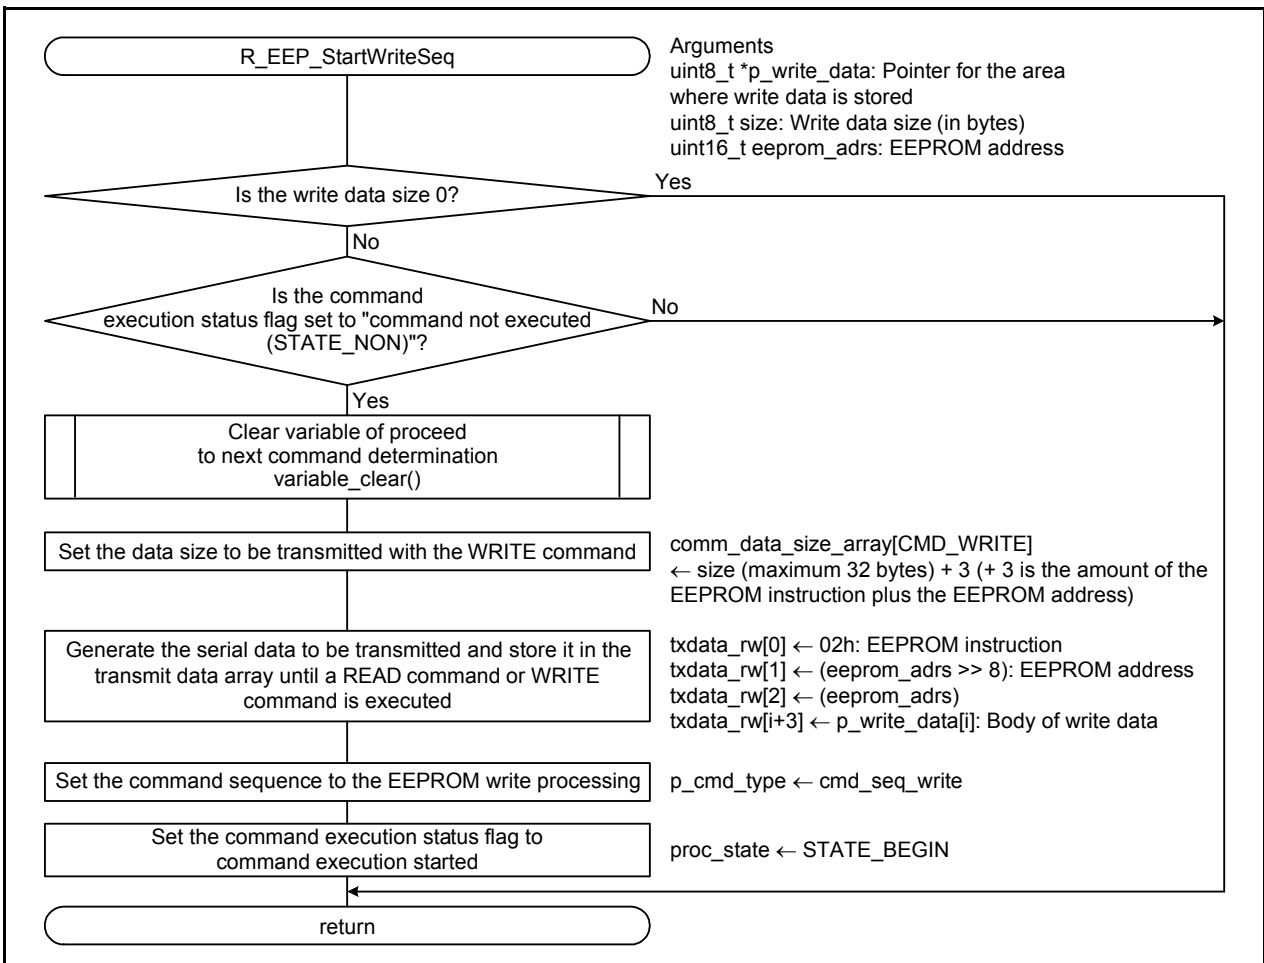 R_EEP_StartWriteSeq
Arguments
uint8_t *p_write_data: Pointer for the area
where write data is stored
uint8_t size: Write data size (in bytes)
uint16_t eeprom_adrs: EEPROM address
Is the write data size 0?
Yes
No
Is the command
execution status flag set to "command not executed
(STATE_NON)"?
No
Yes
Clear variable of proceed
to next command determination
variable_clear()
Set the data size to be transmitted with the WRITE command
comm_data_size_array[CMD_WRITE]
← size (maximum 32 bytes) + 3 (+ 3 is the amount of the
EEPROM instruction plus the EEPROM address)
Generate the serial data to be transmitted and store it in the
transmit data array until a READ command or WRITE
command is executed
txdata_rw[0] ← 02h: EEPROM instruction
txdata_rw[1] ← (eeprom_adrs >> 8): EEPROM address
txdata_rw[2] ← (eeprom_adrs)
txdata_rw[i+3] ← p_write_data[i]: Body of write data
Set the command sequence to the EEPROM write processing
p_cmd_type ← cmd_seq_write
Set the command execution status flag to
command execution started
proc_state ← STATE_BEGIN
return